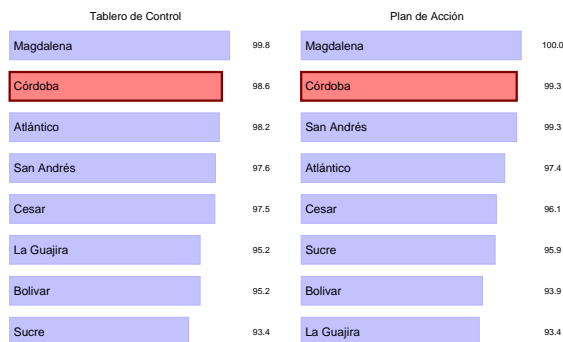 Tablero de Control
Magdalena 99.8
Córdoba 98.6
Atlántico 98.2
San Andrés 97.6
Cesar 97.5
La Guajira 95.2
Bolivar 95.2
Sucre 93.4
Plan de Acción
Magdalena 100.0
Córdoba 99.3
San Andrés 99.3
Atlántico 97.4
Cesar 96.1
Sucre 95.9
Bolivar 93.9
La Guajira 93.4